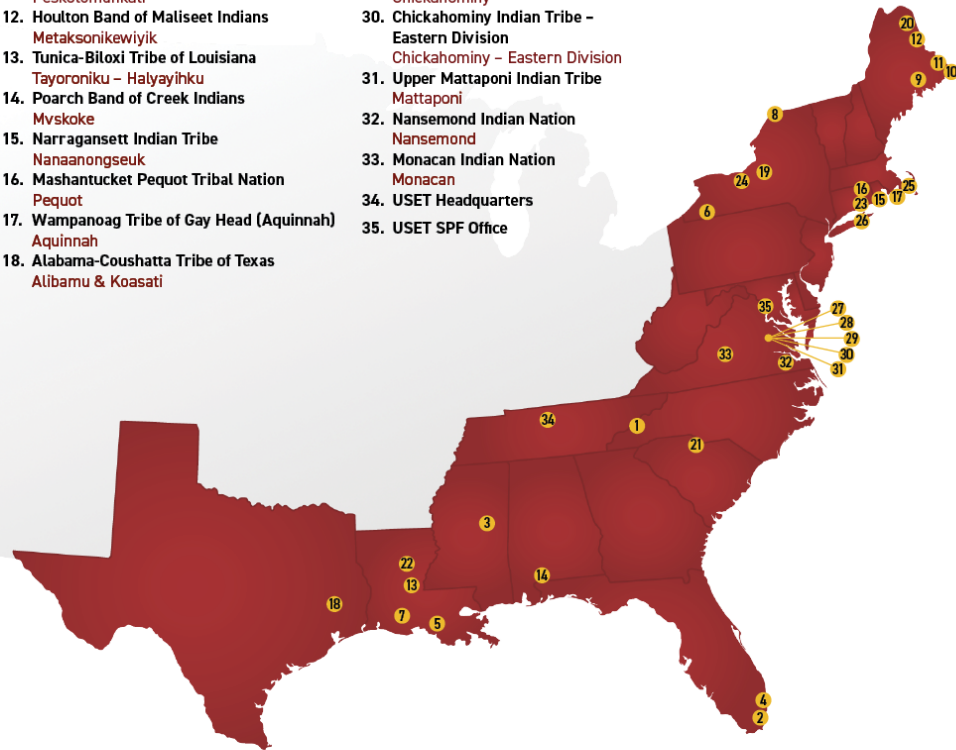 Peskotomuhkati
12. Houlton Band of Maliseet Indians
Metaksonikewiyik
13. Tunica-Biloxi Tribe of Louisiana
Tayoroniku – Halyayihku
14. Poarch Band of Creek Indians
Mvskoke
15. Narragansett Indian Tribe
Nanaanongseuk
16. Mashantucket Pequot Tribal Nation
Pequot
17. Wampanoag Tribe of Gay Head (Aquinnah)
Aquinnah
18. Alabama-Coushatta Tribe of Texas
Alibamu & Koasati
Chickahominy
30. Chickahominy Indian Tribe –
Eastern Division
Chickahominy – Eastern Division
31. Upper Mattaponi Indian Tribe
Mattaponi
32. Nansemond Indian Nation
Nansemond
33. Monacan Indian Nation
Monacan
34. USET Headquarters
35. USET SPF Office
20
12
11
10
9
8
19
24
6
16
25
23
15
17
26
35
27
28
29
30
31
33
32
34
1
21
3
22
13
14
18
7
5
4
2